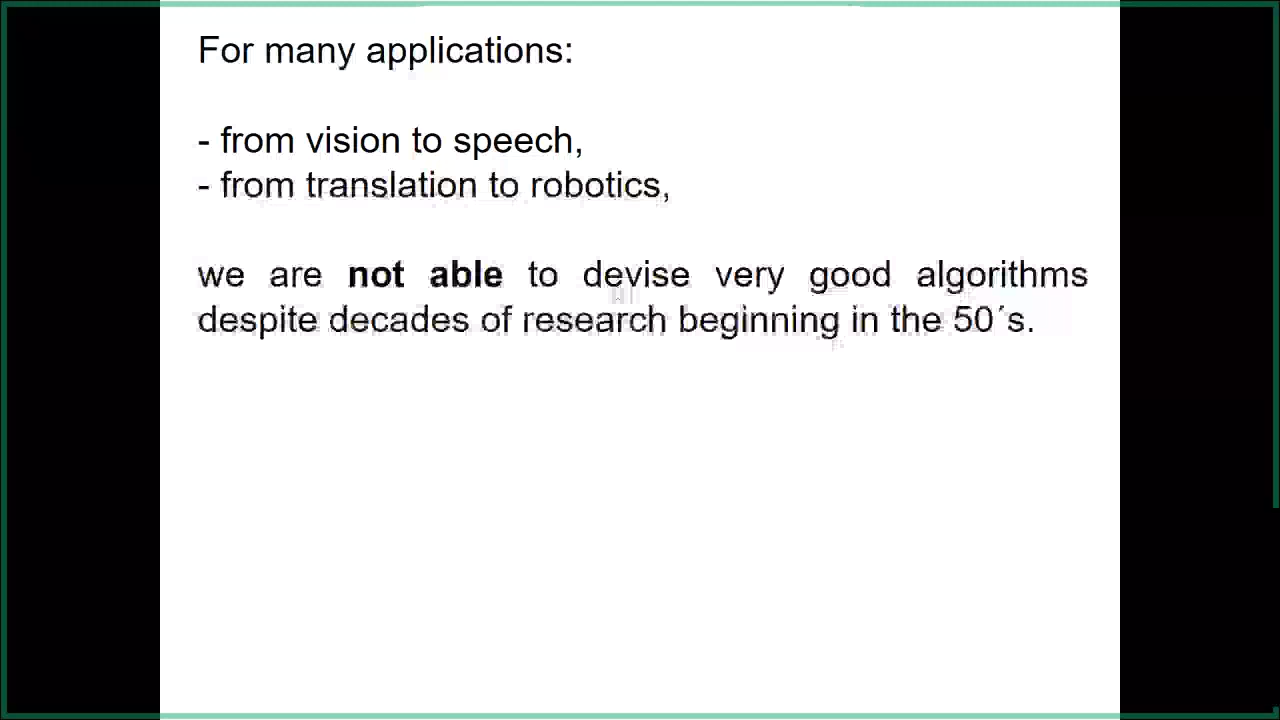 For many applications:
- from vision to speech,
- from translation to robotics,
we are not able to devise very good algorithms
despite decades of research beginning in the 50´s.